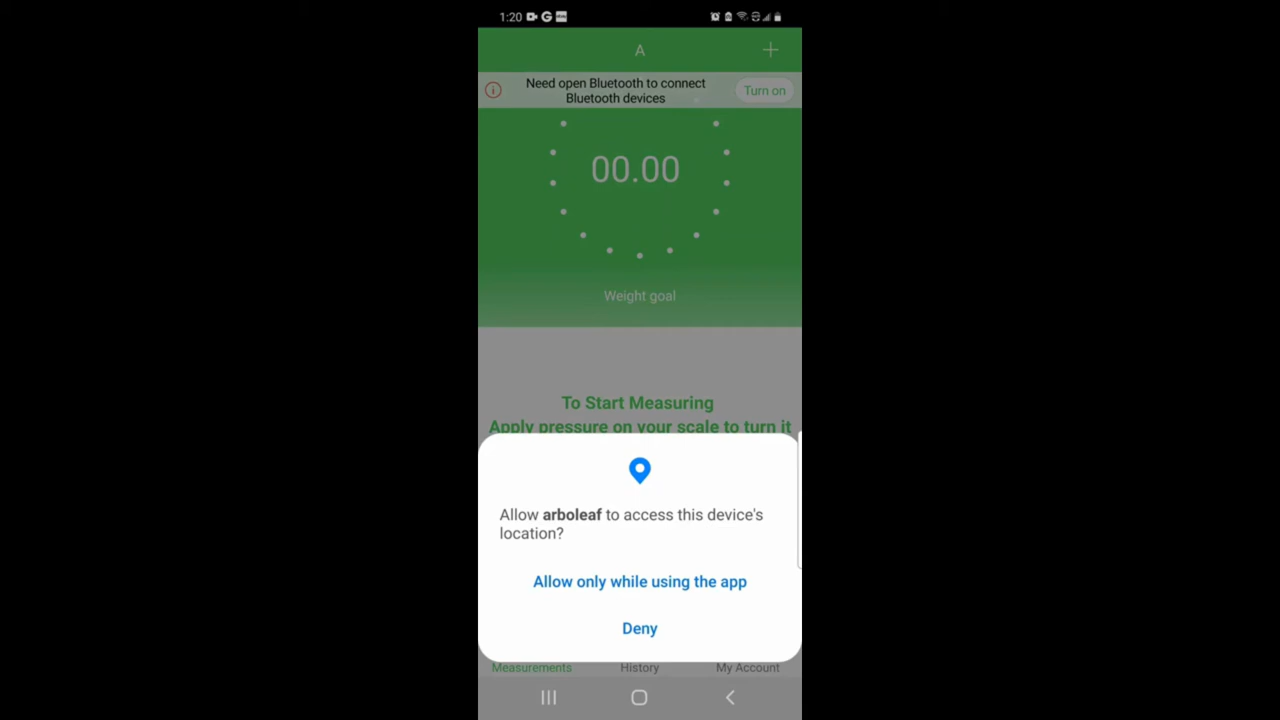 1:20
A
Need open Bluetooth to connect
Bluetooth devices
Turn on
00.00
Weight goal
To Start Measuring
Apply pressure on your scale to turn it
Allow arboleaf to access this device's
location?
Allow only while using the app
Deny
Measurements
History
My Account